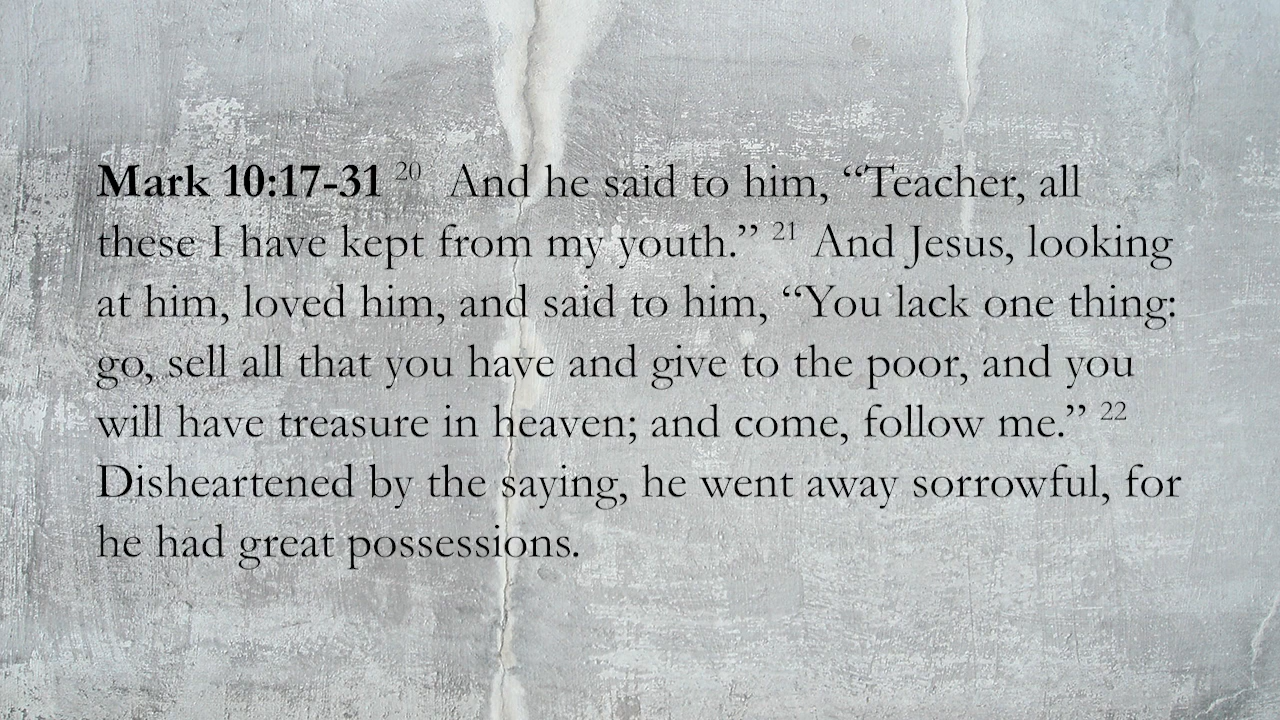 Mark 10:17-31 20 And he said to him, “Teacher, all
these I have kept from my youth.” 21 And Jesus, looking
at him, loved him, and said to him, “You lack one thing:
go, sell all that you have and give to the poor, and you
will have treasure in heaven; and come, follow me.” 22
Disheartened by the saying, he went away sorrowful, for
he had great possessions.